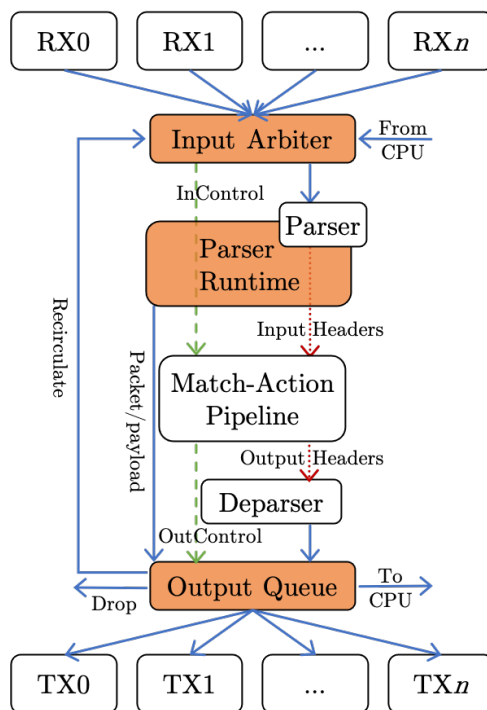 RX0
RX1
...
RXn
Input Arbiter
From
CPU
InControl
Parser
Parser
Runtime
Recirculate
Packet/payload
Input Headers
Match-Action
Pipeline
Output Headers
Deparser
OutControl
Output Queue
Drop
To
CPU
TX0
TX1
...
TXn